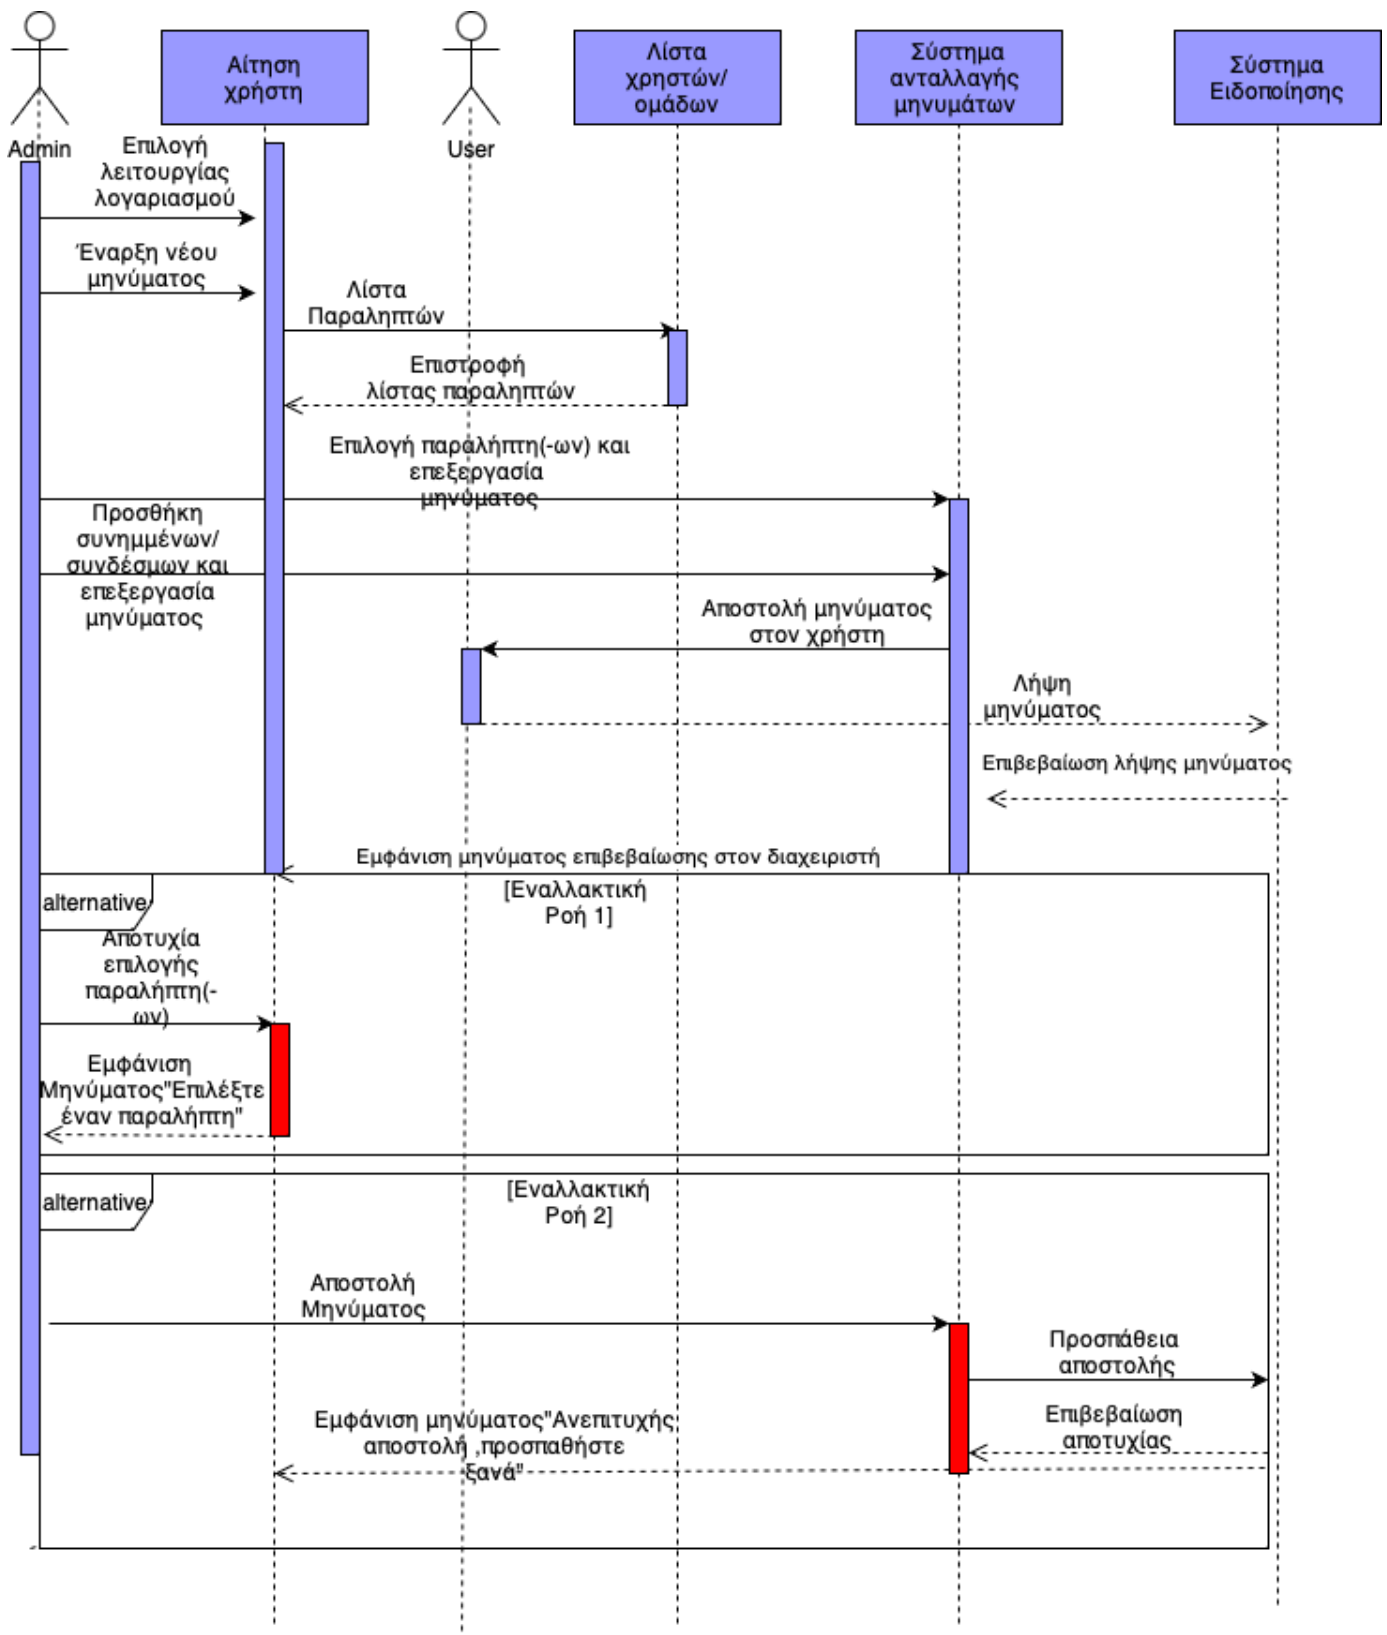 Αίτηση
χρήστη
Λίστα
χρηστών/
ομάδων
Σύστημα
ανταλλαγής
μηνυμάτων
Σύστημα
Ειδοποίησης
Admin
User
Επιλογή
λειτουργίας
λογαριασμού
Έναρξη νέου
μηνύματος
Λίστα
Παραληπτών
Επιστροφή
λίστας παραληπτών
Επιλογή παραλήπτη(-ων) και
επεξεργασία
μηνύματος
Προσθήκη
συνημμένων/
συνδέσμων και
επεξεργασία
μηνύματος
Αποστολή μηνύματος
στον χρήστη
Λήψη
μηνύματος
Επιβεβαίωση λήψης μηνύματος
Εμφάνιση μηνύματος επιβεβαίωσης στον διαχειριστή
alternative
[Εναλλακτική
Ροή 1]
Αποτυχία
επιλογής
παραλήπτη(-
ων)
Εμφάνιση
Μηνύματος"Επιλέξτε
έναν παραλήπτη"
alternative
[Εναλλακτική
Ροή 2]
Αποστολή
Μηνύματος
Προσπάθεια
αποστολής
Επιβεβαίωση
αποτυχίας
Εμφάνιση μηνύματος"Ανεπιτυχής
αποστολή ,προσπαθήστε
ξανά"